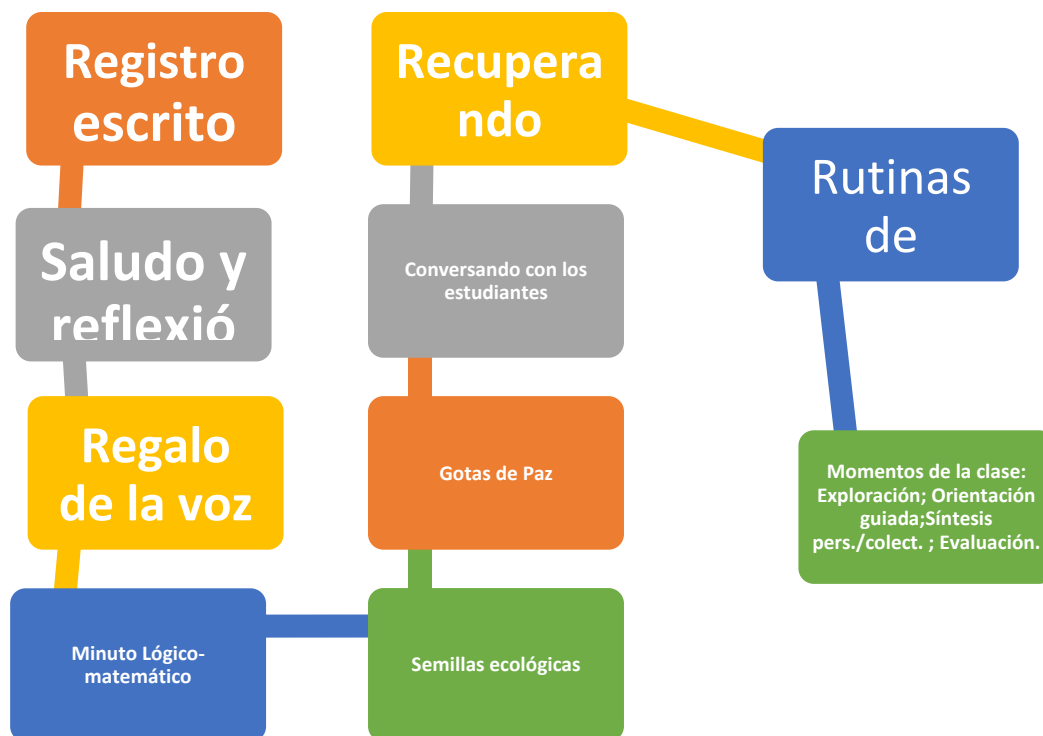 Registro
escrito
Saludo y
reflexió
Regalo
de la voz
Minuto Lógico-
matemático
Semillas ecológicas
Gotas de Paz
Conversando con los
estudiantes
Recupera
ndo
Rutinas
de
Momentos de la clase:
Exploración; Orientación
guiada;Síntesis
pers./colect. ; Evaluación.